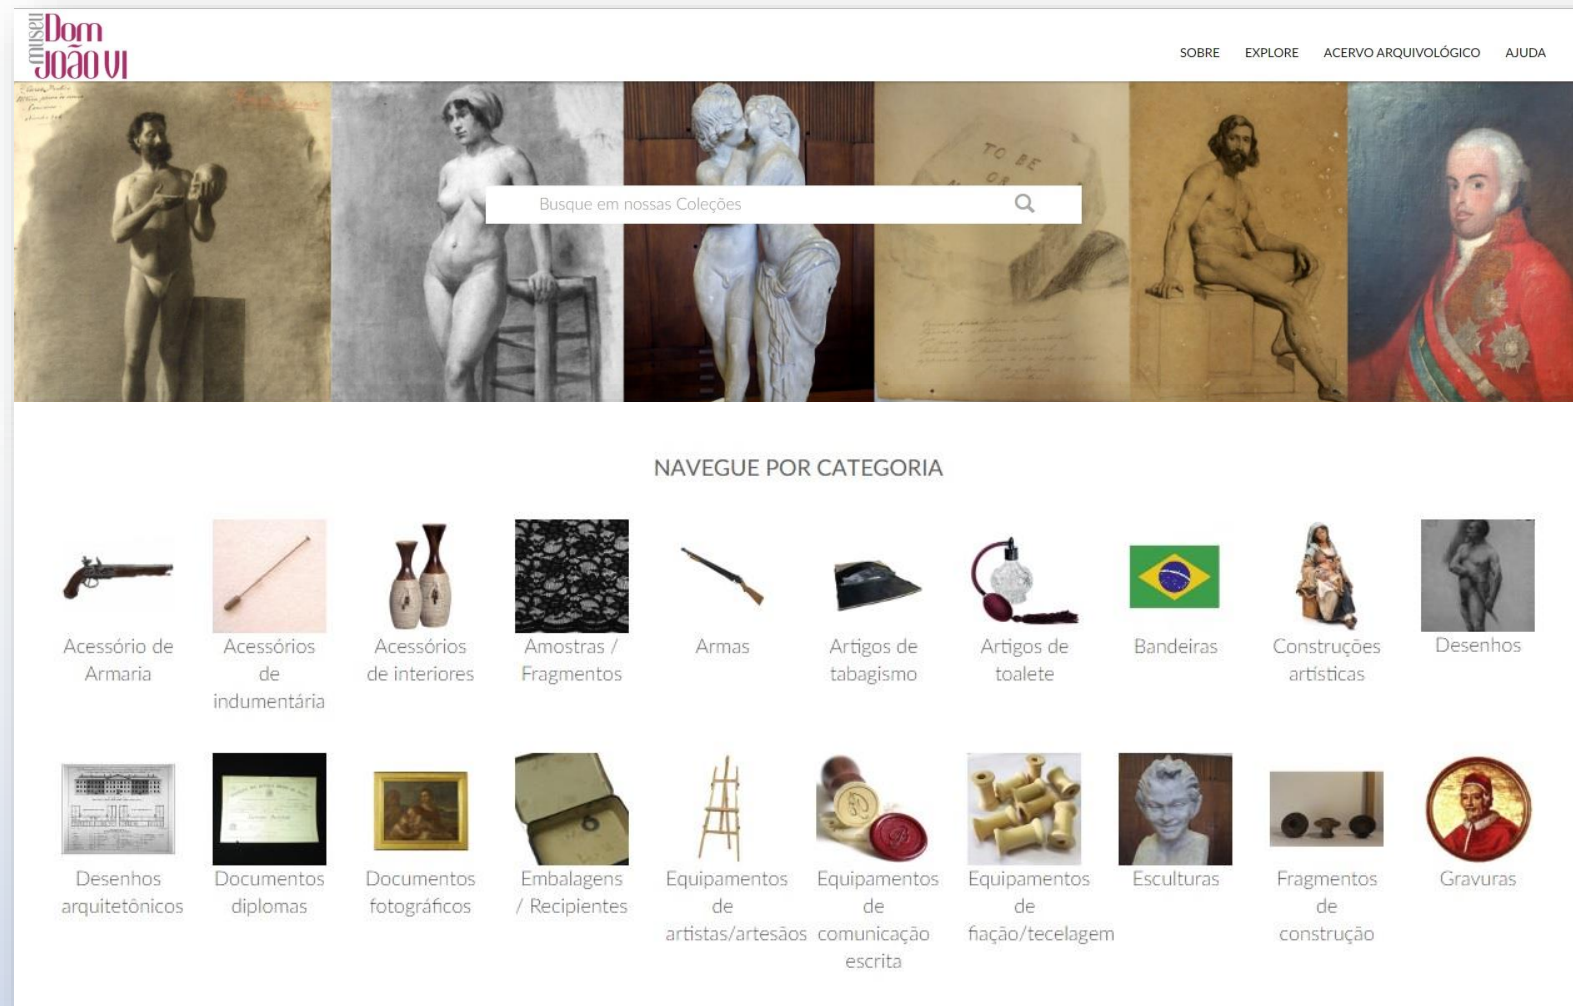 museu
Dom
João VI
SOBRE EXPLORE ACERVO ARQUIVOLÓGICO AJUDA
TO BE
OR
Busque em nossas Coleções
NAVEGUE POR CATEGORIA
Acessório de
Armaria
Acessórios
de
indumentária
Acessórios
de interiores
Amostras /
Fragmentos
Armas
Artigos de
tabagismo
Artigos de
toalete
Bandeiras
Construções
artísticas
Desenhos
Desenhos
arquitetônicos
Documentos
diplomas
Documentos
fotográficos
Embalagens
/ Recipientes
Equipamentos
de
artistas/artesãos
Equipamentos
de
comunicação
escrita
Equipamentos
de
fiação/tecelagem
Esculturas
Fragmentos
de
construção
Gravuras